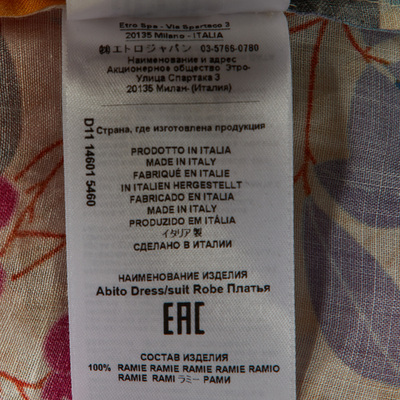 Etro Spa - Via Spartaco 3
20135 Milano - ITALIA
㈱エトロジャパン 03-5766-0780
Наименование и адрес
Акционерное общество Этро-
Улица Спартака 3
20135 Милан- (Италия)
Страна, где изготовлена продукция
PRODOTTO IN ITALIA
MADE IN ITALY
FABRIQUÉ EN ITALIE
IN ITALIEN HERGESTELLT
FABRICADO EN ITALIA
MADE IN ITALY
PRODUZIDO EM ITÁLIA
イタリア製
СДЕЛАНО В ИТАЛИИ
D11 14601 5460
НАИМЕНОВАНИЕ ИЗДЕЛИЯ
Abito Dress/suit Robe Платья
EAC
СОСТАВ ИЗДЕЛИЯ
100% RAMIE RAMIE RAMIE RAMIE RAMIO
RAMIE RAMI ラミー РАМИ